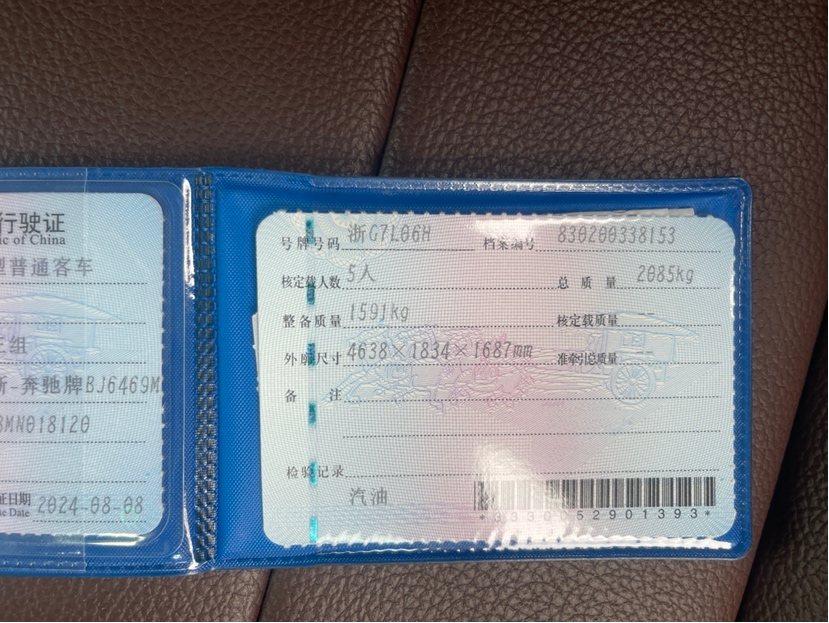 行驶证
ic of China
型普通客车
三组
斯-奔驰牌BJ6469M
8MN018120
证日期 2024-08-08
ue Date
号牌号码 浙G7L06H 档案编号 830200338153
核定载人数 5人 总质量 2085kg
整备质量 1591kg 核定载质量 --
外廓尺寸 4638×1834×1687mm 准牵引总质量 --
备注
检验记录
汽油